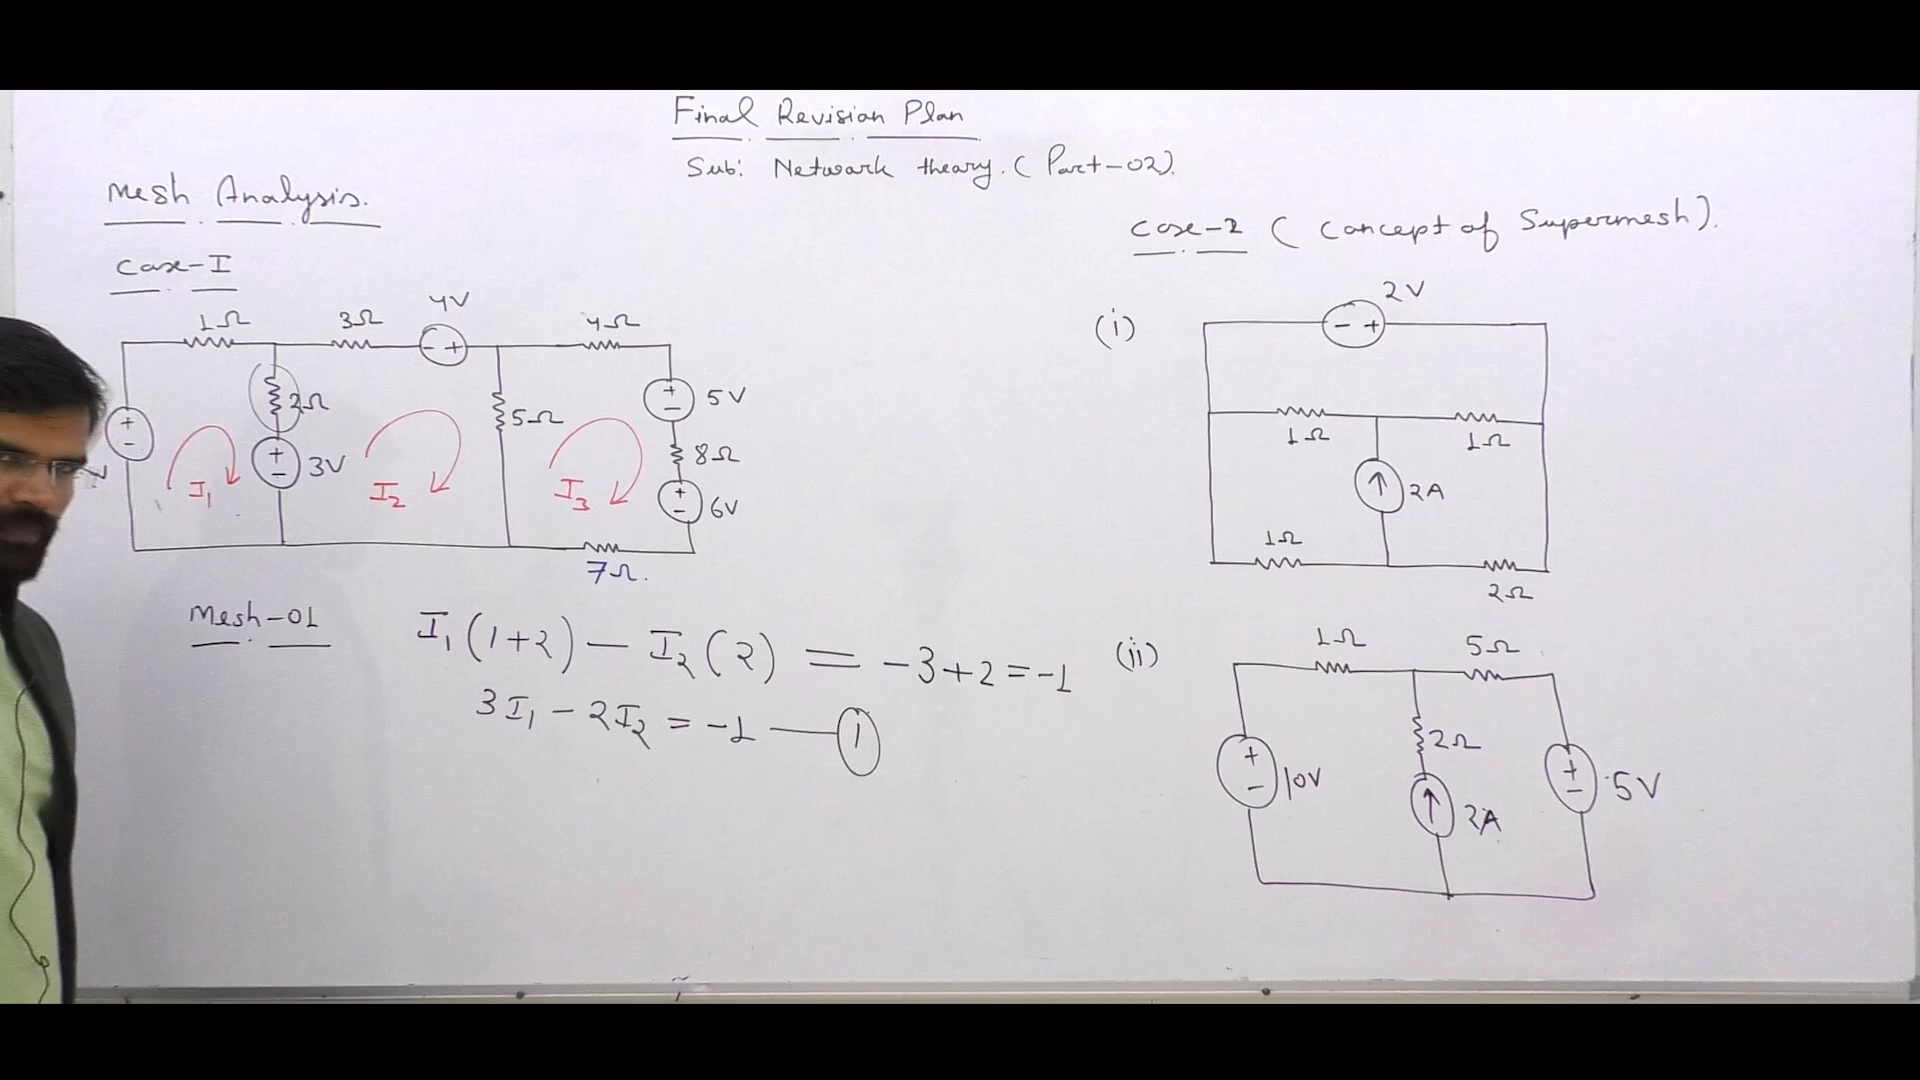 Final Revision Plan
Sub: Network theory. (Part-02).
Mesh Analysis.
Case-I
1Ω 3Ω 4V 4Ω
+ - 2Ω + - 3V 5Ω + - 5V 8Ω + - 6V
I₁ I₂ I₃
7Ω.
Mesh-01 I₁(1+2) - I₂(2) = -3+2 = -1
3I₁ - 2I₂ = -1 — ①
Case-2 (Concept of Supermesh).
(i) - + 2V
1Ω 1Ω
2A
1Ω 2Ω
(ii) 1Ω 5Ω
2Ω
+ - 10V 2A + - 5V